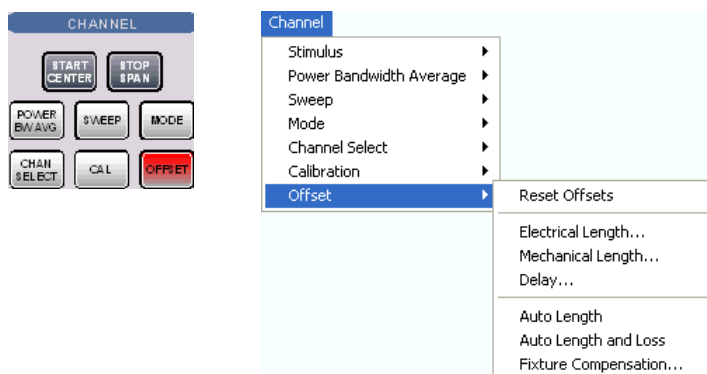 CHANNEL
START CENTER
STOP SPAN
POWER BW AVG
SWEEP
MODE
CHAN SELECT
CAL
OFFSET
Channel
Stimulus
Power Bandwidth Average
Sweep
Mode
Channel Select
Calibration
Offset
Reset Offsets
Electrical Length...
Mechanical Length...
Delay...
Auto Length
Auto Length and Loss
Fixture Compensation...